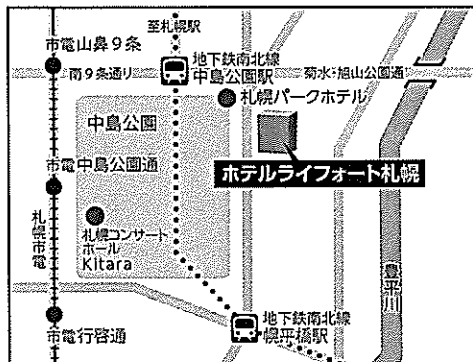 至札幌駅
市電山鼻9条
地下鉄南北線
中島公園駅
南9条通り
菊水・旭山公園通
札幌パークホテル
中島公園
ホテルライフォート札幌
市電中島公園通
札幌コンサート
ホール
Kitara
札幌市電
豊平川
地下鉄南北線
幌平橋駅
市電行啓通